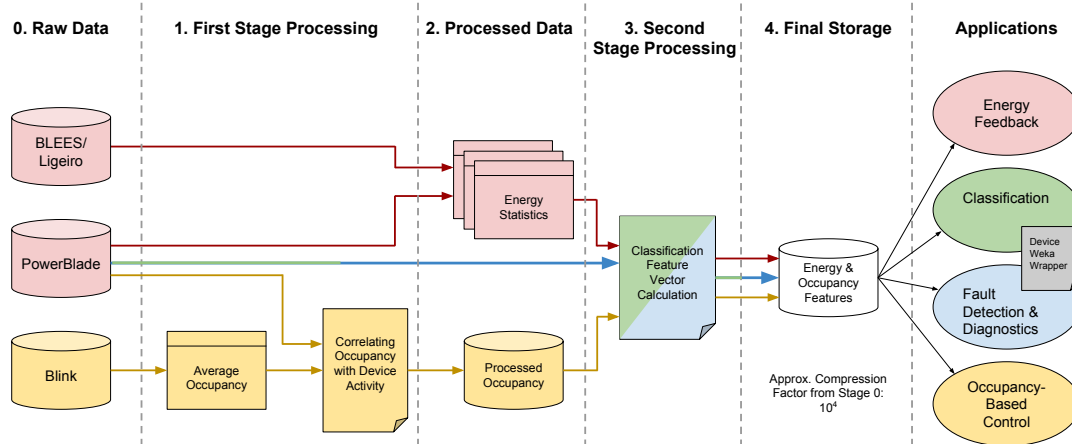 0. Raw Data
1. First Stage Processing
2. Processed Data
3. Second
Stage Processing
4. Final Storage
Applications
BLEES/
Ligeiro
PowerBlade
Blink
Average
Occupancy
Correlating
Occupancy
with Device
Activity
Energy
Statistics
Processed
Occupancy
Classification
Feature
Vector
Calculation
Energy &
Occupancy
Features
Approx. Compression
Factor from Stage 0:
10⁴
Energy
Feedback
Classification
Device
Weka
Wrapper
Fault
Detection &
Diagnostics
Occupancy-
Based
Control